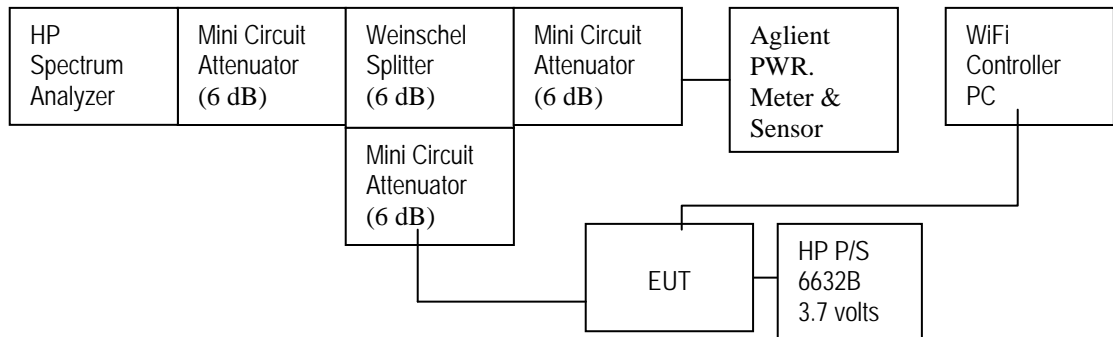 HP
Spectrum
Analyzer
Mini Circuit
Attenuator
(6 dB)
Weinschel
Splitter
(6 dB)
Mini Circuit
Attenuator
(6 dB)
Aglient
PWR.
Meter &
Sensor
WiFi
Controller
PC
Mini Circuit
Attenuator
(6 dB)
EUT
HP P/S
6632B
3.7 volts